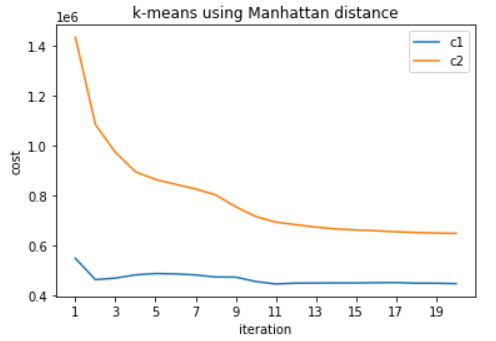 k-means using Manhattan distance
1e6
c1
c2
1.4
1.2
1.0
0.8
0.6
0.4
cost
1 3 5 7 9 11 13 15 17 19
iteration